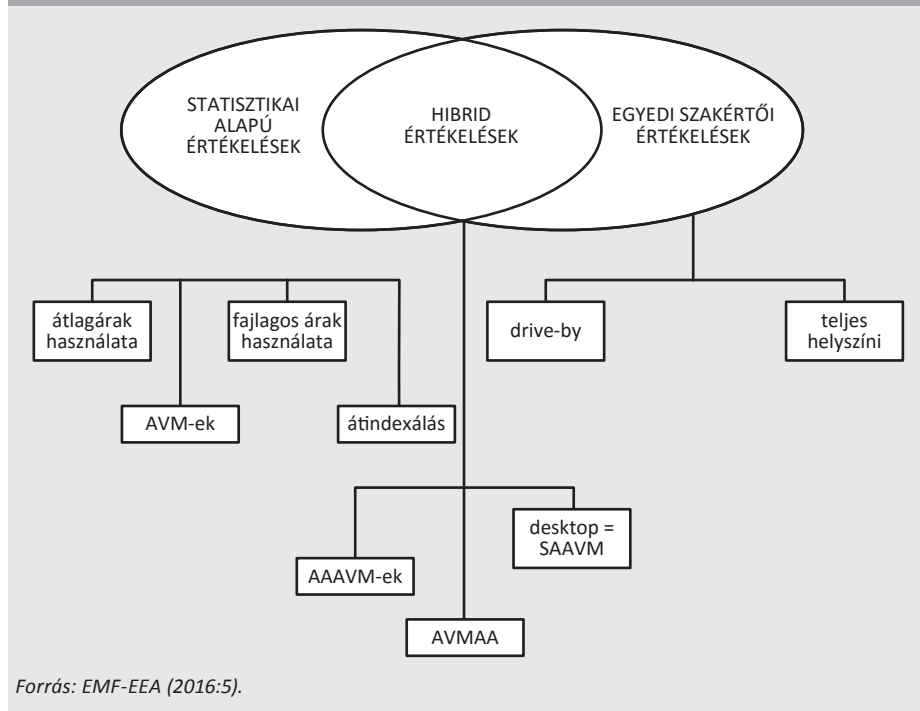 STATISZTIKAI
ALAPÚ
ÉRTÉKELÉSEK
HIBRID
ÉRTÉKELÉSEK
EGYEDI SZAKÉRTŐI
ÉRTÉKELÉSEK
átlagárak
használata
fajlagos árak
használata
drive-by
teljes
helyszíni
AVM-ek
átindexálás
desktop =
SAAVM
AAAVM-ek
AVMAA
Forrás: EMF-EEA (2016:5).